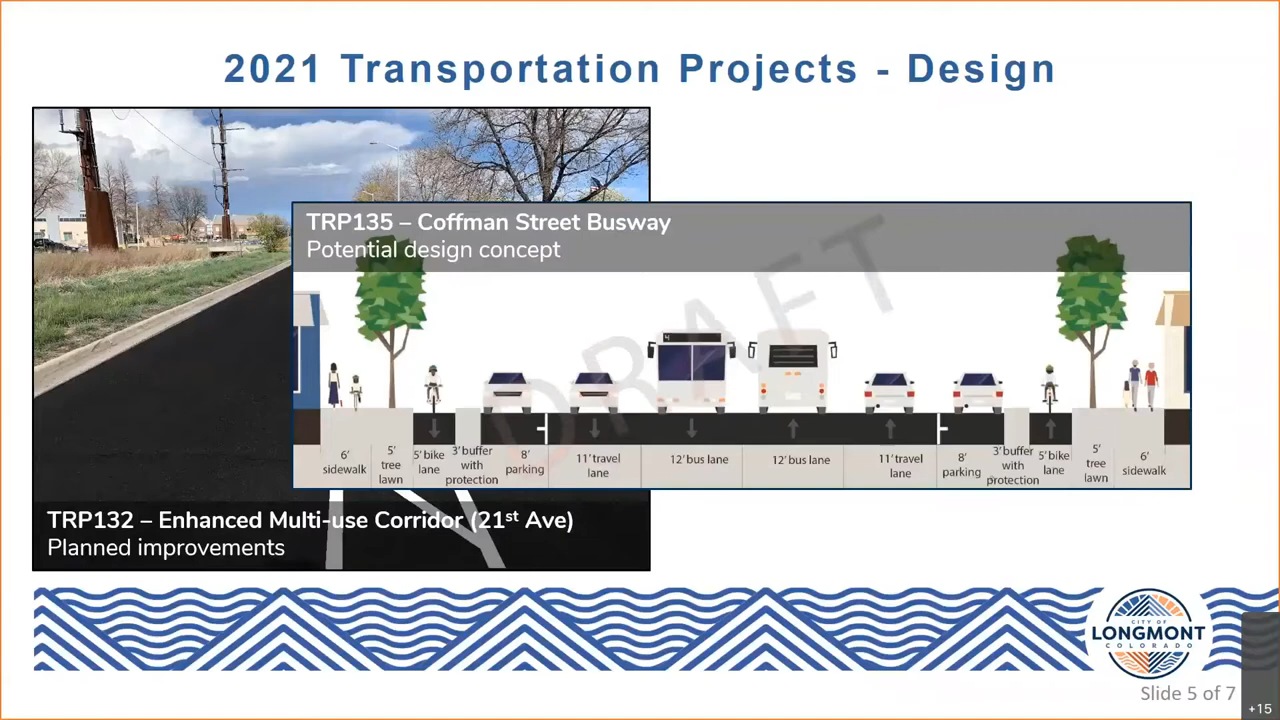 2021 Transportation Projects - Design
TRP135 – Coffman Street Busway
Potential design concept
DRAFT
4
6' sidewalk
5' tree lawn
5' bike lane
3' buffer with protection
8' parking
11' travel lane
12' bus lane
12' bus lane
11' travel lane
8' parking
3' buffer with protection
5' bike lane
5' tree lawn
6' sidewalk
TRP132 – Enhanced Multi-use Corridor (21st Ave)
Planned improvements
CITY OF
LONGMONT
COLORADO
Slide 5 of 7
+15